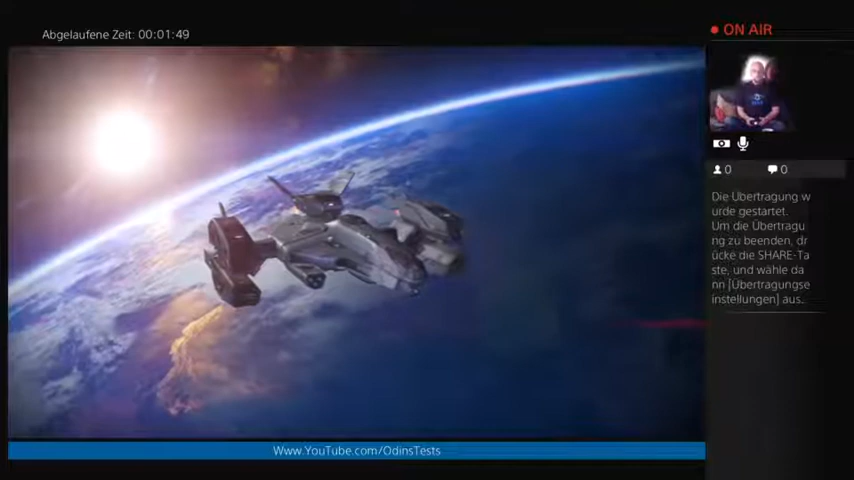 Abgelaufene Zeit: 00:01:49
ON AIR
0 0
Die Übertragung w
urde gestartet.
Um die Übertragu
ng zu beenden, dr
ücke die SHARE-Ta
ste, und wähle da
nn [Übertragungse
instellungen] aus.
Www.YouTube.com/OdinsTests